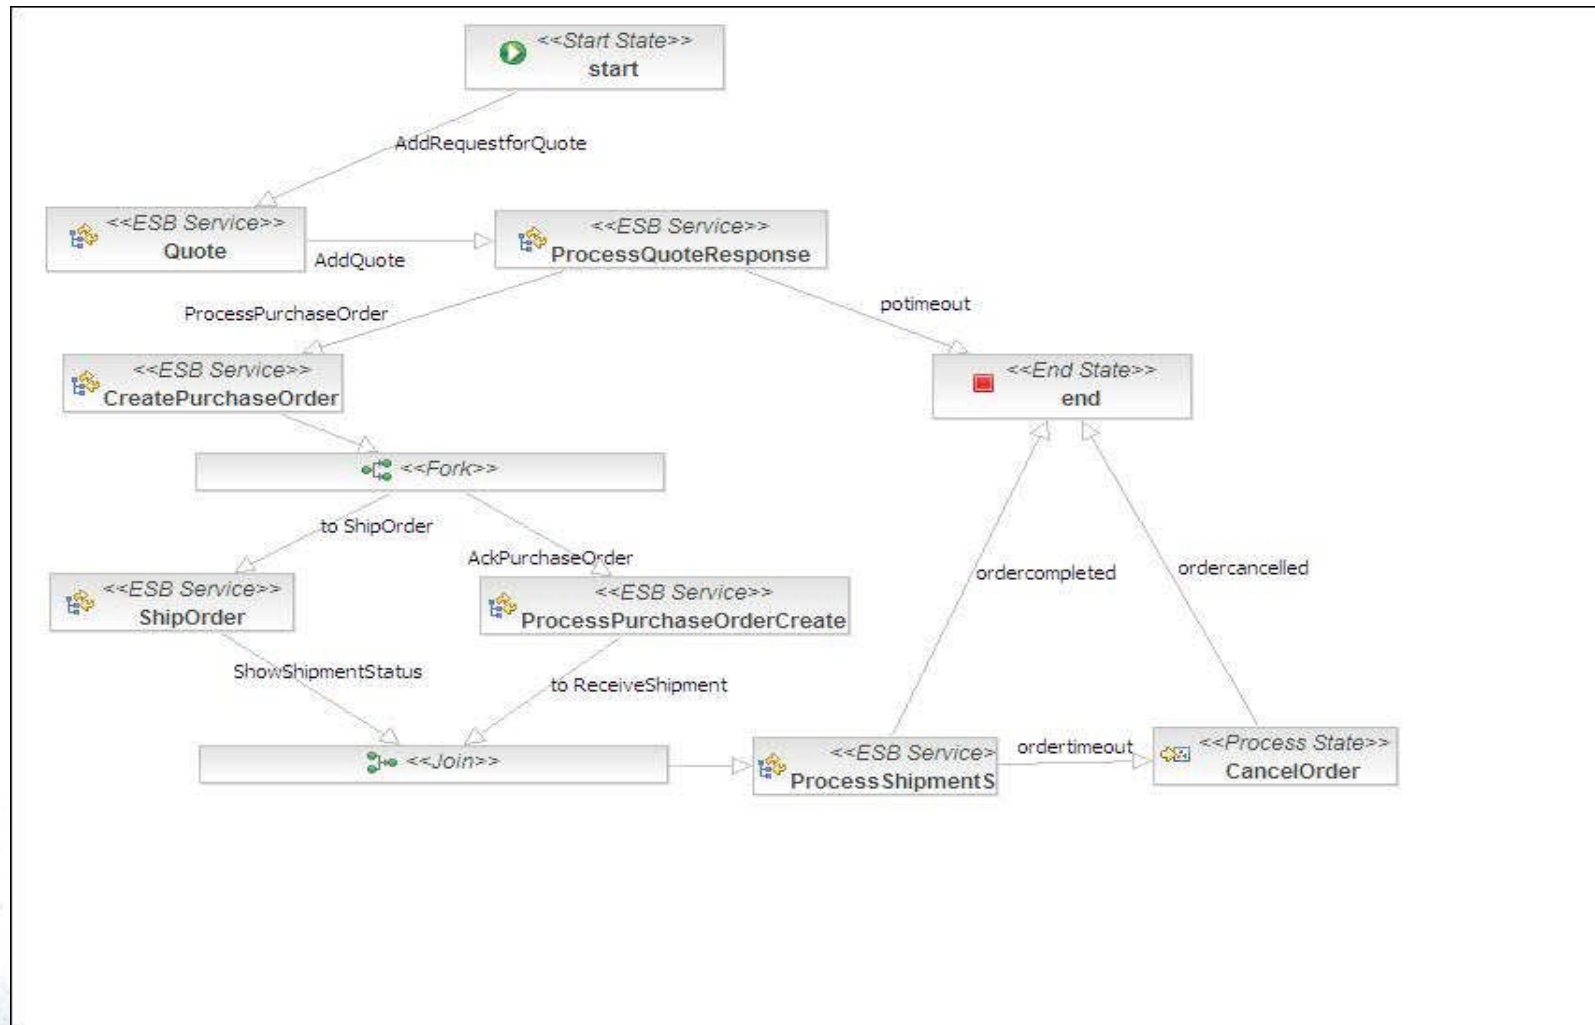 <<Start State>>
start
AddRequestforQuote
<<ESB Service>>
Quote
AddQuote
<<ESB Service>>
ProcessQuoteResponse
ProcessPurchaseOrder
potimeout
<<ESB Service>>
CreatePurchaseOrder
<<End State>>
end
<<Fork>>
to ShipOrder
AckPurchaseOrder
<<ESB Service>>
ShipOrder
<<ESB Service>>
ProcessPurchaseOrderCreate
ordercompleted
ordercancelled
ShowShipmentStatus
to ReceiveShipment
<<Join>>
<<ESB Service>
ProcessShipmentS
ordertimeout
<<Process State>>
CancelOrder